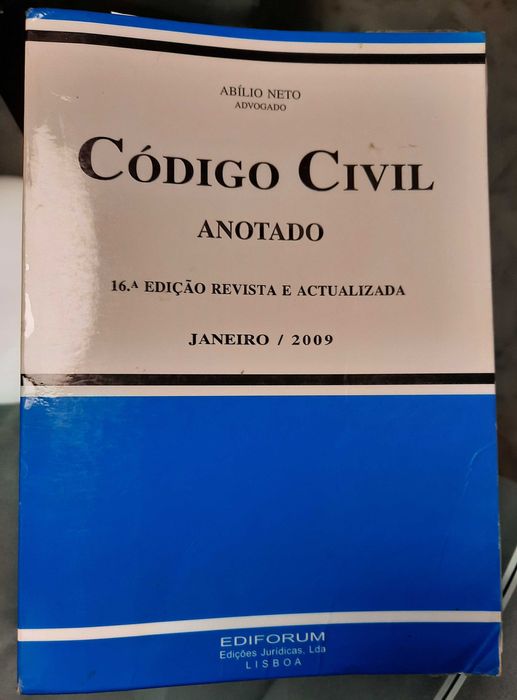 ABÍLIO NETO
ADVOGADO
CÓDIGO CIVIL
ANOTADO
16.ª EDIÇÃO REVISTA E ACTUALIZADA
JANEIRO / 2009
EDIFORUM
Edições Jurídicas, Lda
LISBOA